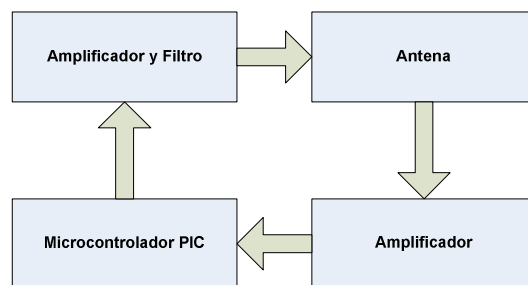 Amplificador y Filtro
Antena
Microcontrolador PIC
Amplificador